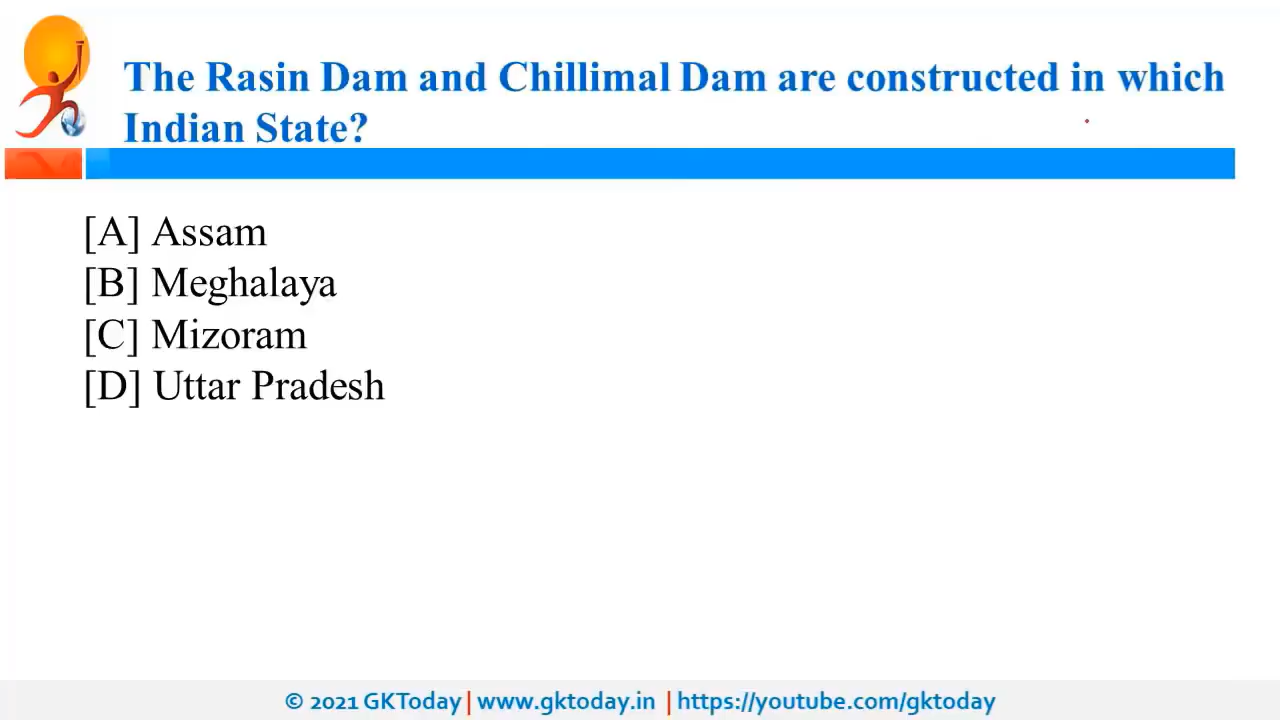 The Rasin Dam and Chillimal Dam are constructed in which
Indian State?
[A] Assam
[B] Meghalaya
[C] Mizoram
[D] Uttar Pradesh
© 2021 GKToday | www.gktoday.in | https://youtube.com/gktoday